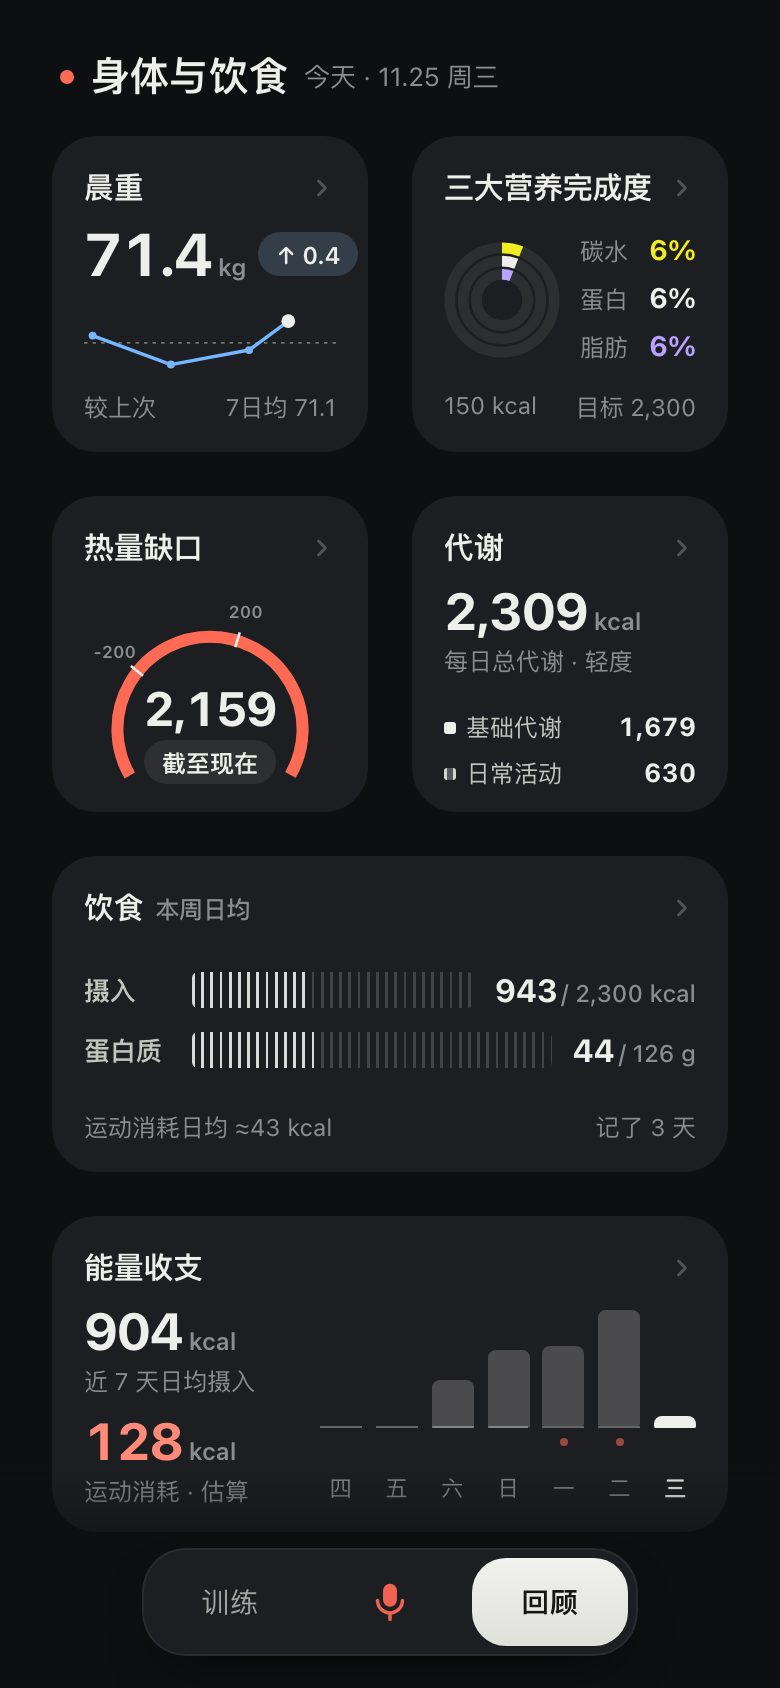 身体与饮食 今天 · 11.25 周三
晨重
71.4 kg ↑ 0.4
较上次 7日均 71.1
三大营养完成度
碳水 6%
蛋白 6%
脂肪 6%
150 kcal 目标 2,300
热量缺口
200
-200
2,159
截至现在
代谢
2,309 kcal
每日总代谢 · 轻度
基础代谢 1,679
日常活动 630
饮食 本周日均
摄入 943 / 2,300 kcal
蛋白质 44 / 126 g
运动消耗日均 ≈43 kcal 记了 3 天
能量收支
904 kcal
近 7 天日均摄入
128 kcal
运动消耗 · 估算
四 五 六 日 一 二 三
训练 回顾